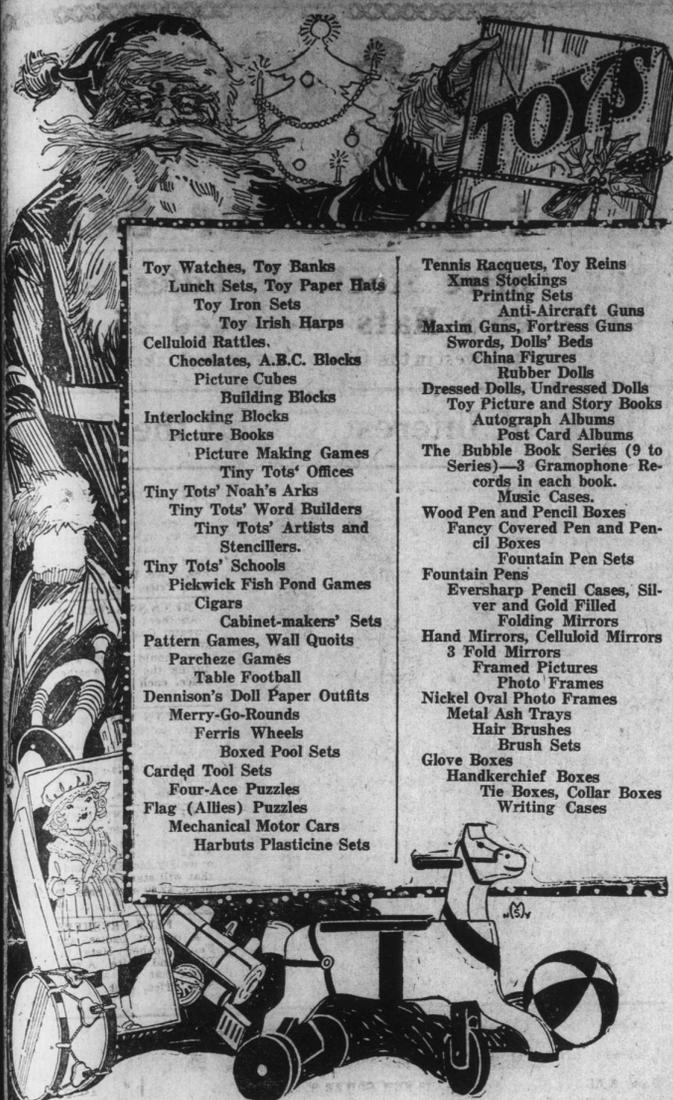 TOYS
Toy Watches, Toy Banks
Lunch Sets, Toy Paper Hats
Toy Iron Sets
Toy Irish Harps
Celluloid Rattles.
Chocolates, A.B.C. Blocks
Picture Cubes
Building Blocks
Interlocking Blocks
Picture Books
Picture Making Games
Tiny Tots' Offices
Tiny Tots' Noah's Arks
Tiny Tots' Word Builders
Tiny Tots' Artists and
Stencillers.
Tiny Tots' Schools
Pickwick Fish Pond Games
Cigars
Cabinet-makers' Sets
Pattern Games, Wall Quoits
Parcheze Games
Table Football
Dennison's Doll Paper Outfits
Merry-Go-Rounds
Ferris Wheels
Boxed Pool Sets
Carded Tool Sets
Four-Ace Puzzles
Flag (Allies) Puzzles
Mechanical Motor Cars
Harbuts Plasticine Sets
Tennis Racquets, Toy Reins
Xmas Stockings
Printing Sets
Anti-Aircraft Guns
Maxim Guns, Fortress Guns
Swords, Dolls' Beds
China Figures
Rubber Dolls
Dressed Dolls, Undressed Dolls
Toy Picture and Story Books
Autograph Albums
Post Card Albums
The Bubble Book Series (9 to
Series)—3 Gramophone Re-
cords in each book.
Music Cases.
Wood Pen and Pencil Boxes
Fancy Covered Pen and Pen-
cil Boxes
Fountain Pen Sets
Fountain Pens
Eversharp Pencil Cases, Sil-
ver and Gold Filled
Folding Mirrors
Hand Mirrors, Celluloid Mirrors
3 Fold Mirrors
Framed Pictures
Photo Frames
Nickel Oval Photo Frames
Metal Ash Trays
Hair Brushes
Brush Sets
Glove Boxes
Handkerchief Boxes
Tie Boxes, Collar Boxes
Writing Cases